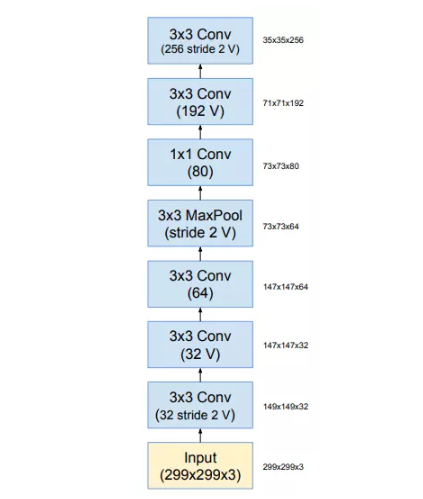 3x3 Conv
(256 stride 2 V)
35x35x256
3x3 Conv
(192 V)
71x71x192
1x1 Conv
(80)
73x73x80
3x3 MaxPool
(stride 2 V)
73x73x64
3x3 Conv
(64)
147x147x64
3x3 Conv
(32 V)
147x147x32
3x3 Conv
(32 stride 2 V)
149x149x32
Input
(299x299x3)
299x299x3